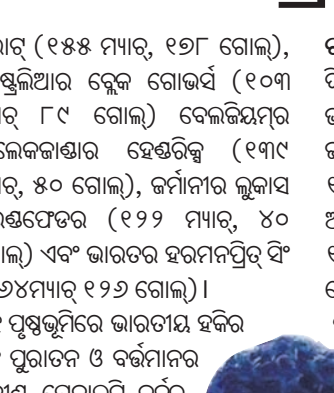 ରାଟ୍ (୧୫୫ ମ୍ୟାଚ୍, ୧୭୮ ଗୋଲ୍),
ଷ୍ଟ୍ରଲିଆର ବ୍ଲେକ ଗୋଭର୍ସ (୧୦୩
ଚ୍ ୮୯ ଗୋଲ୍) ବେଲଜିୟମ୍‌ର
ଲେକଜାଣ୍ଡାର ହେଣ୍ଡରିକ୍ସ (୧୩୯
ଚ୍, ୫୦ ଗୋଲ୍), ଜର୍ମାନୀର ଲୁକାସ
ଣ୍ଡଫେଡର (୧୨୨ ମ୍ୟାଚ୍, ୪୦
ଲ୍) ଏବଂ ଭାରତର ହରମନପ୍ରିତ୍ ସିଂ
୬୪ମ୍ୟାଚ୍ ୧୨୬ ଗୋଲ୍)।
ପୃଷ୍ଠଭୂମିରେ ଭାରତୀୟ ହକିର
ପୁରାତନ ଓ ବର୍ତ୍ତମାନର